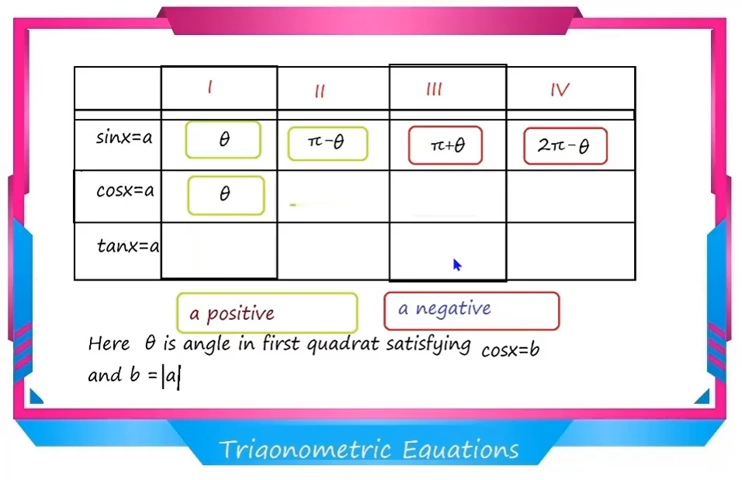 I II III IV
sinx=a θ π-θ π+θ 2π-θ
cosx=a θ
tanx=a
a positive a negative
Here θ is angle in first quadrat satisfying cosx=b
and b =|a|
Trigonometric Equations